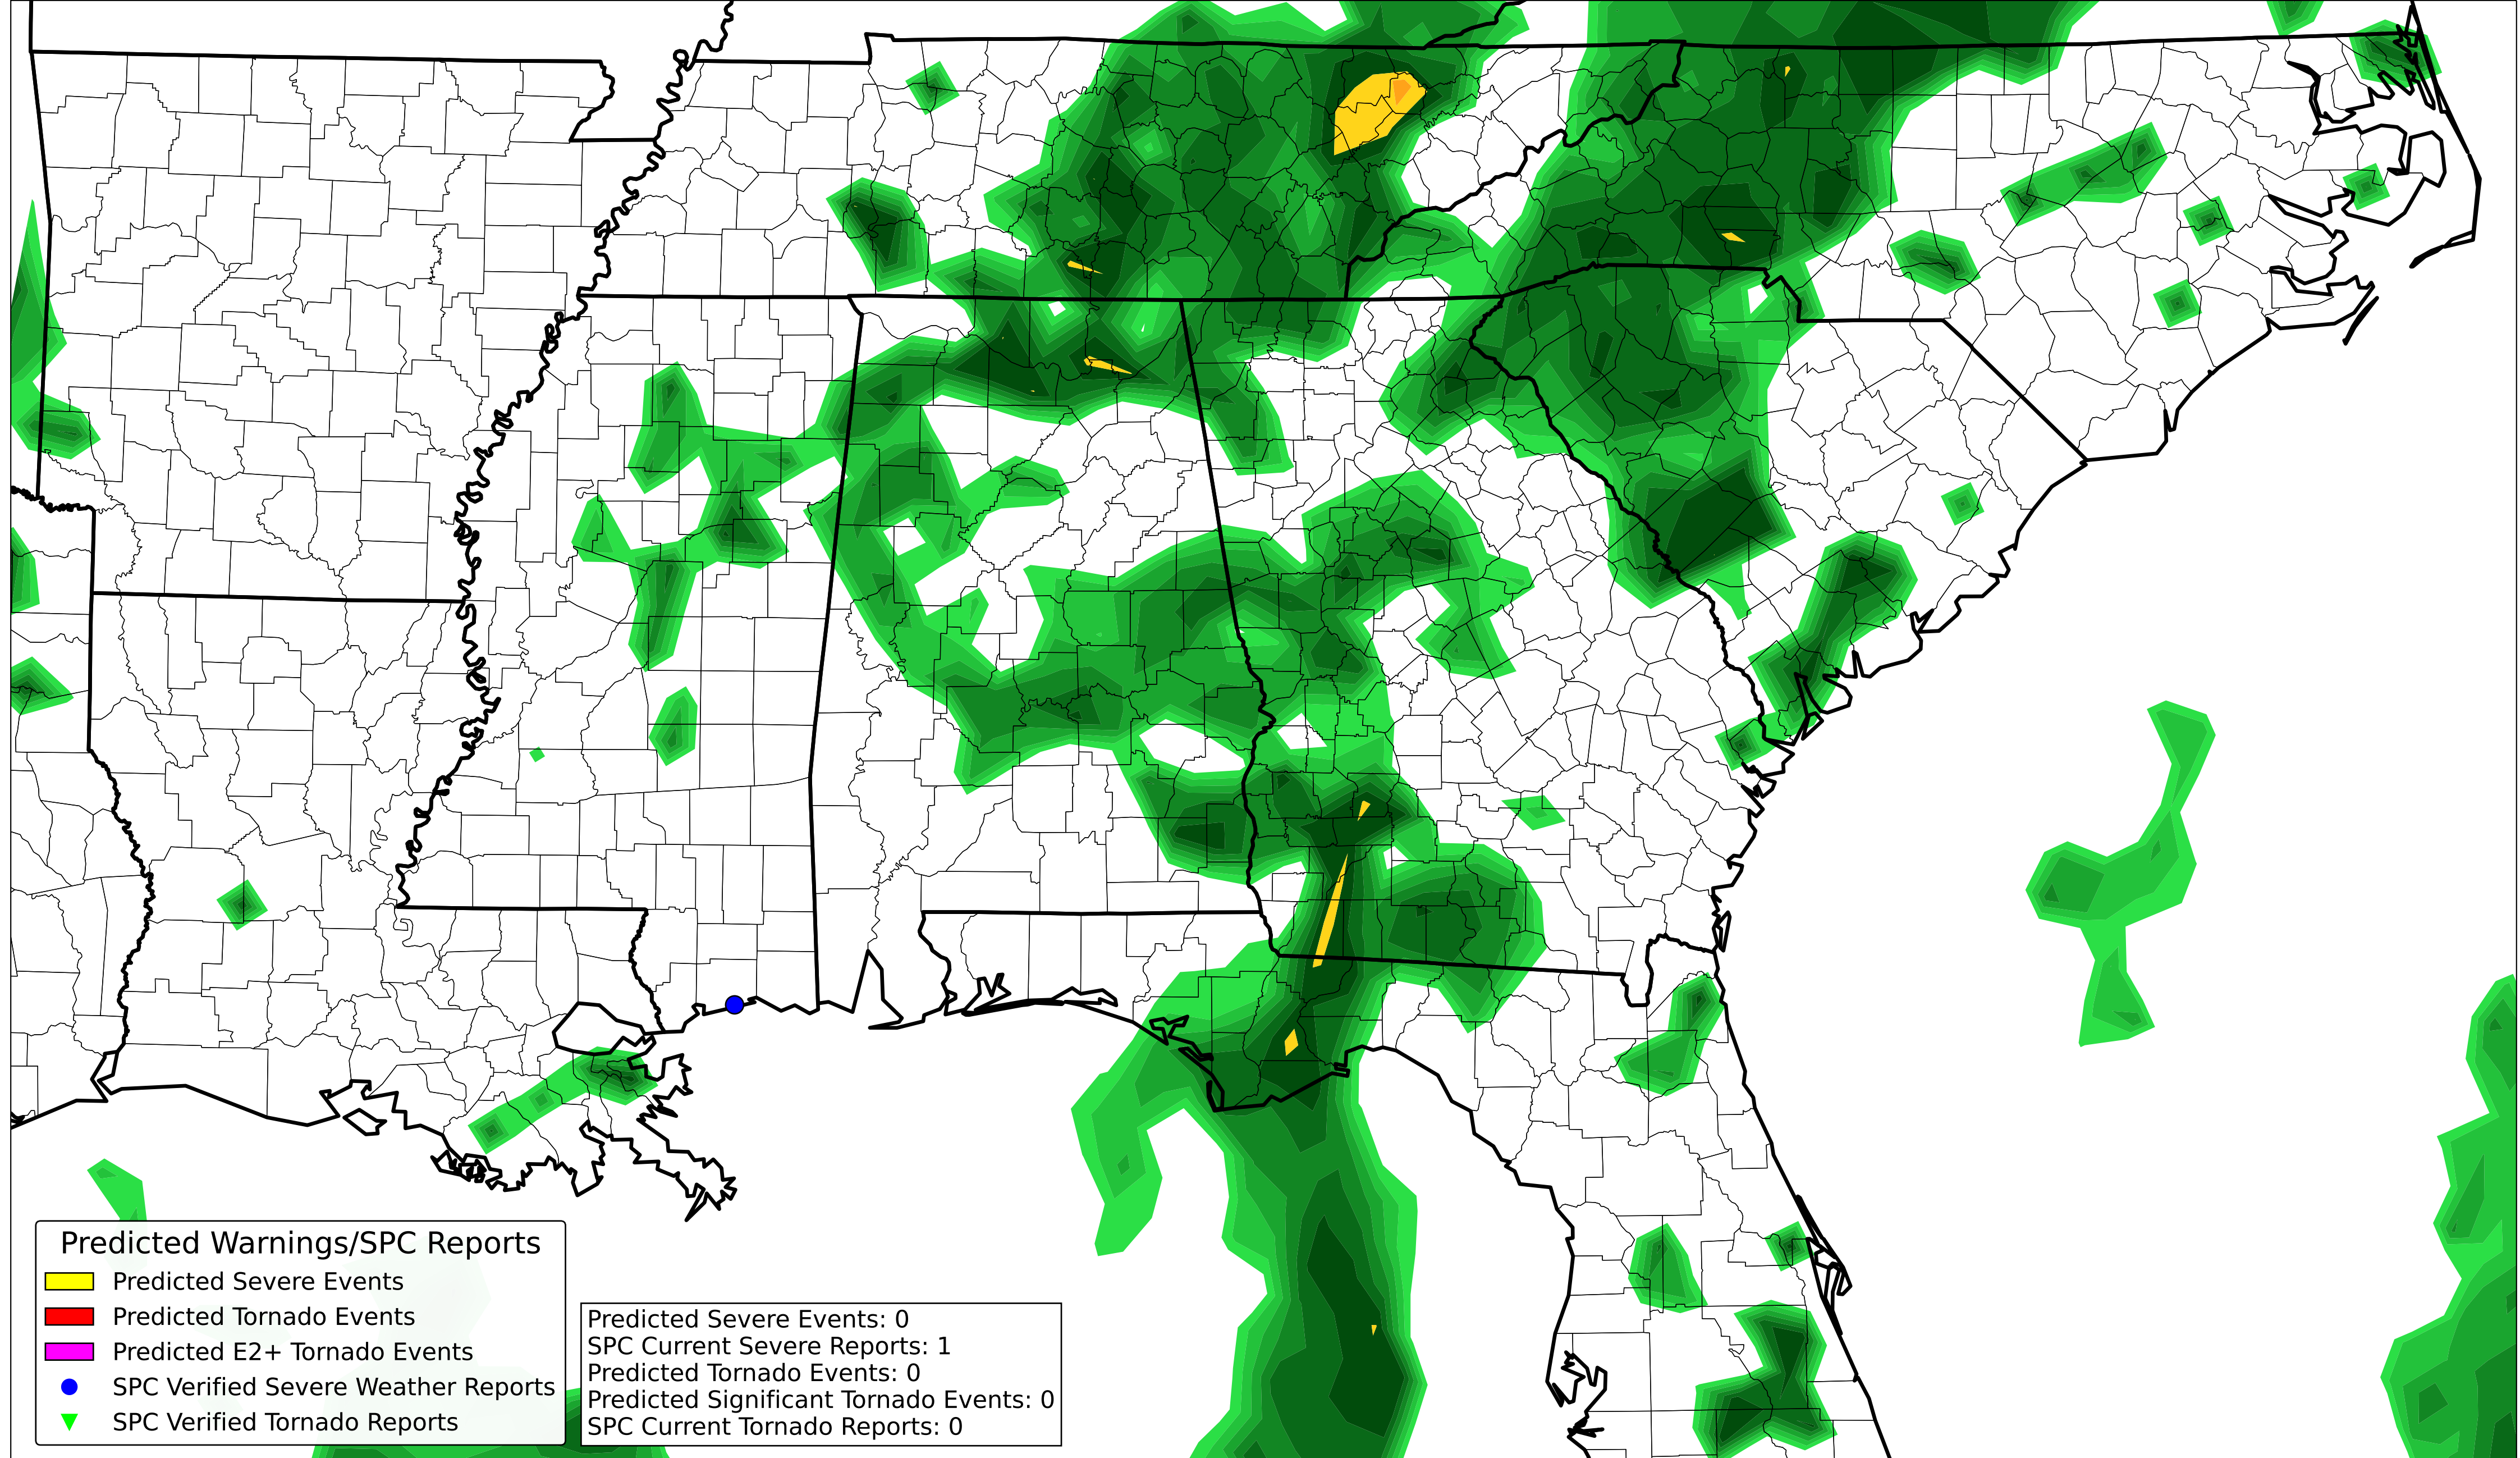 Predicted Warnings/SPC Reports
Predicted Severe Events
Predicted Tornado Events
Predicted E2+ Tornado Events
SPC Verified Severe Weather Reports
SPC Verified Tornado Reports
Predicted Severe Events: 0
SPC Current Severe Reports: 1
Predicted Tornado Events: 0
Predicted Significant Tornado Events: 0
SPC Current Tornado Reports: 0